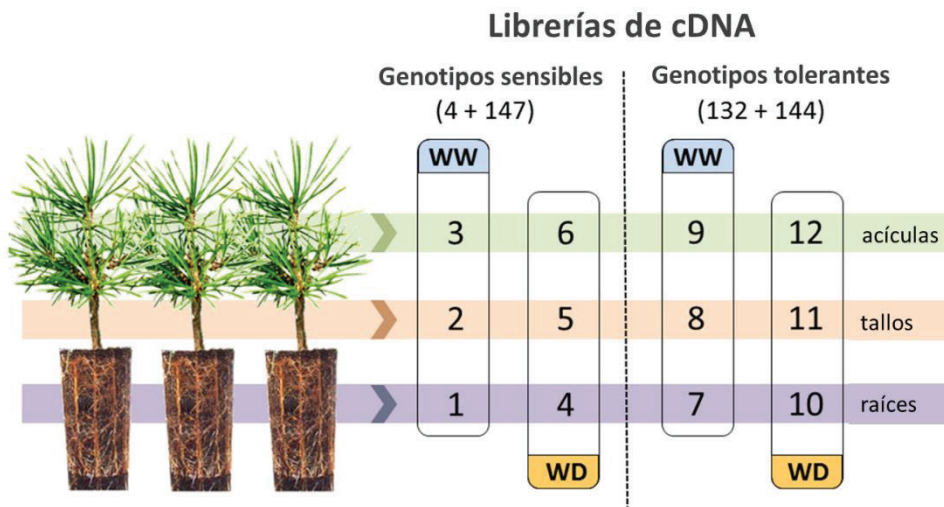 Librerías de cDNA
Genotipos sensibles
(4 + 147)
Genotipos tolerantes
(132 + 144)
WW
WW
3 6 9 12 acículas
2 5 8 11 tallos
1 4 7 10 raíces
WD
WD